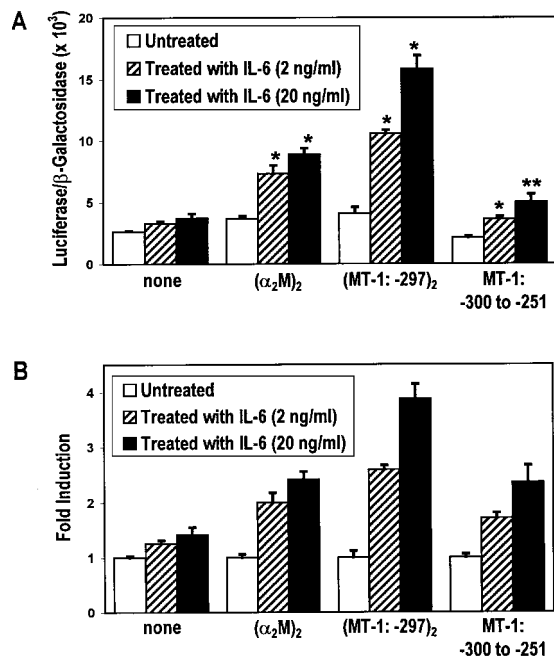 A
Luciferase/β-Galactosidase (x 10³)
20
15
10
5
0
Untreated
Treated with IL-6 (2 ng/ml)
Treated with IL-6 (20 ng/ml)
* * * * * **
none (α₂M)₂ (MT-1: -297)₂ MT-1:
-300 to -251
B
Fold Induction
4
3
2
1
0
Untreated
Treated with IL-6 (2 ng/ml)
Treated with IL-6 (20 ng/ml)
none (α₂M)₂ (MT-1: -297)₂ MT-1:
-300 to -251